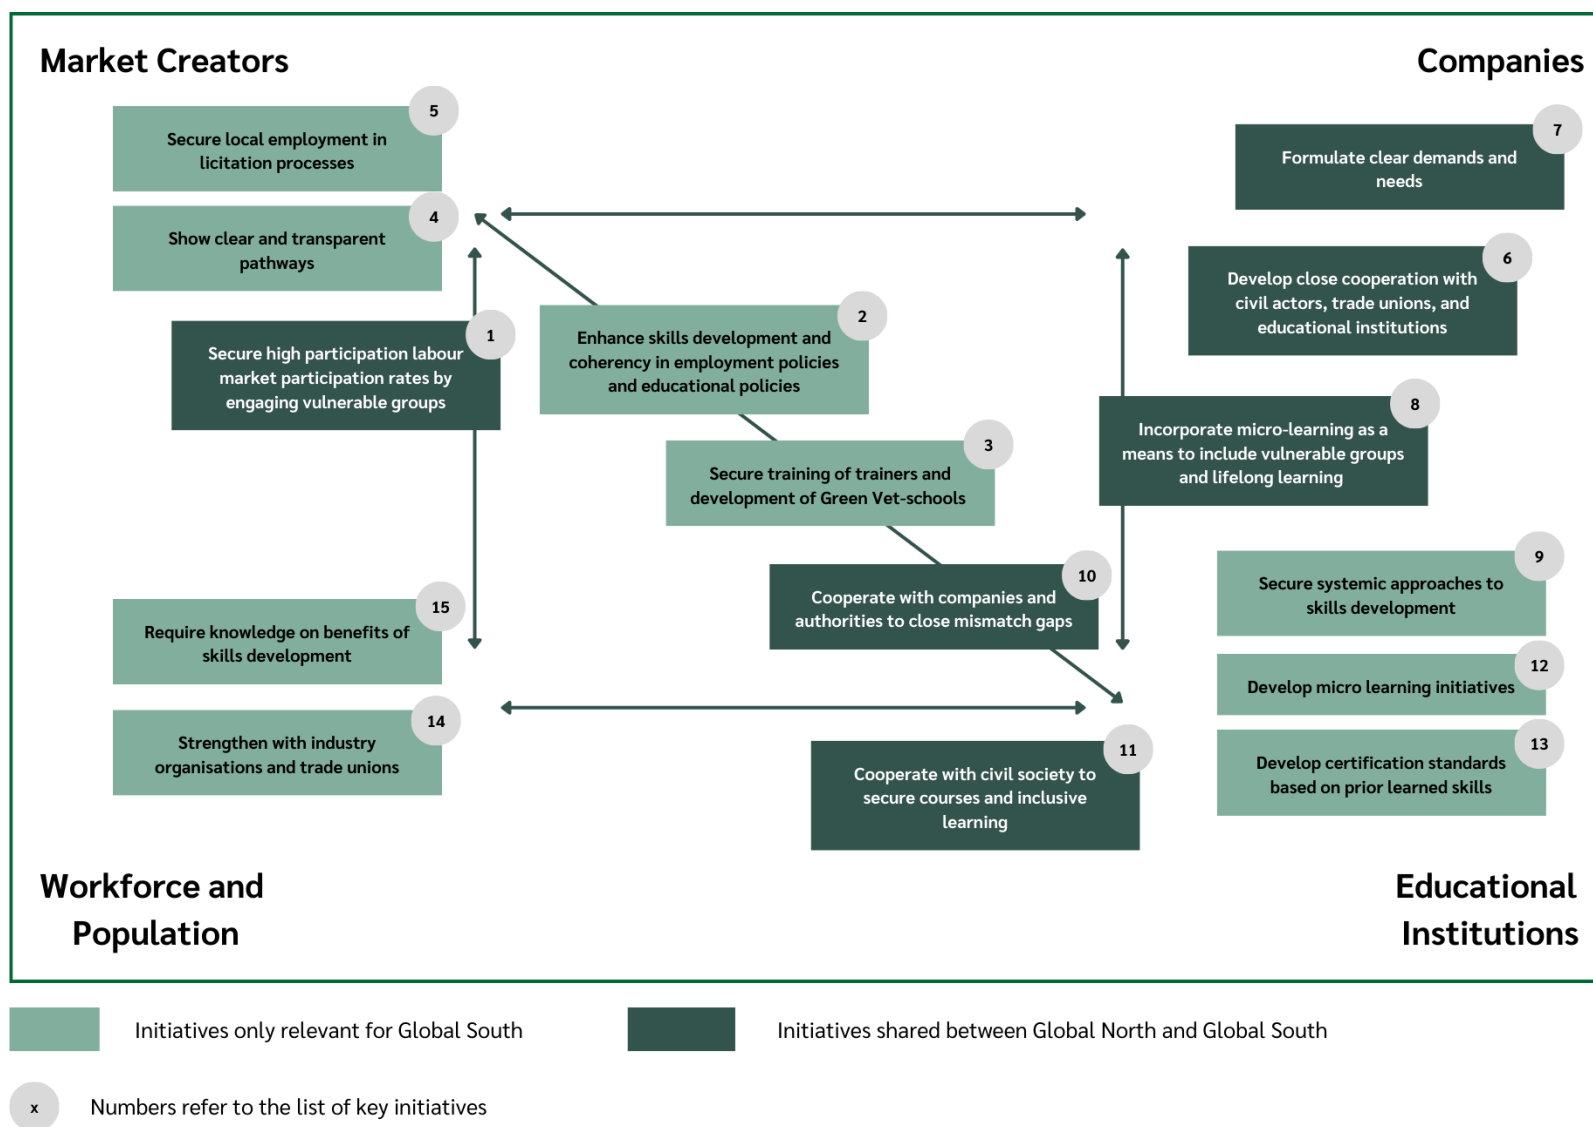 Market Creators
Companies
5
Secure local employment in
licitation processes
7
Formulate clear demands and
needs
4
Show clear and transparent
pathways
6
Develop close cooperation with
civil actors, trade unions, and
educational institutions
1
Secure high participation labour
market participation rates by
engaging vulnerable groups
2
Enhance skills development and
coherency in employment policies
and educational policies
8
Incorporate micro-learning as a
means to include vulnerable groups
and lifelong learning
3
Secure training of trainers and
development of Green Vet-schools
9
Secure systemic approaches to
skills development
10
Cooperate with companies and
authorities to close mismatch gaps
15
Require knowledge on benefits of
skills development
12
Develop micro learning initiatives
14
Strengthen with industry
organisations and trade unions
13
Develop certification standards
based on prior learned skills
11
Cooperate with civil society to
secure courses and inclusive
learning
Workforce and
Population
Educational
Institutions
Initiatives only relevant for Global South
Initiatives shared between Global North and Global South
x
Numbers refer to the list of key initiatives